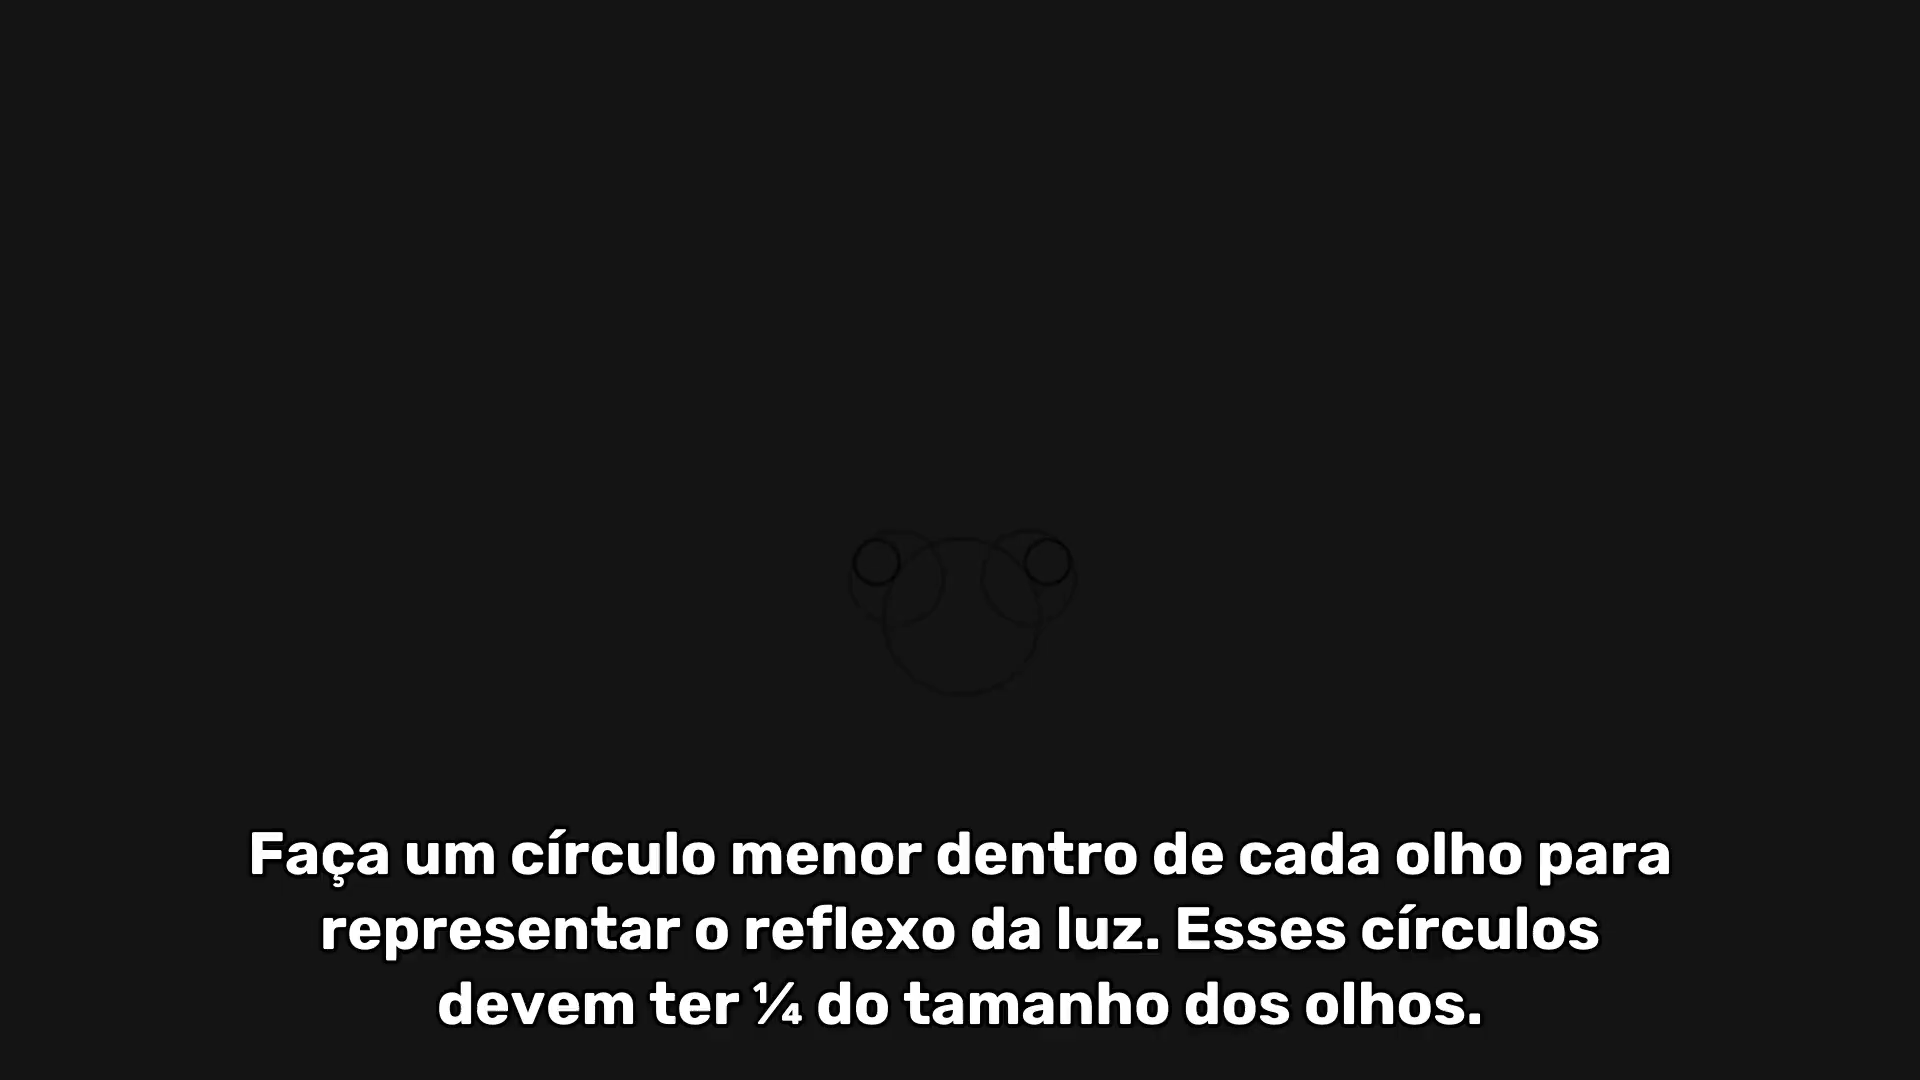 Faça um círculo menor dentro de cada olho para
representar o reflexo da luz. Esses círculos
devem ter ¼ do tamanho dos olhos.